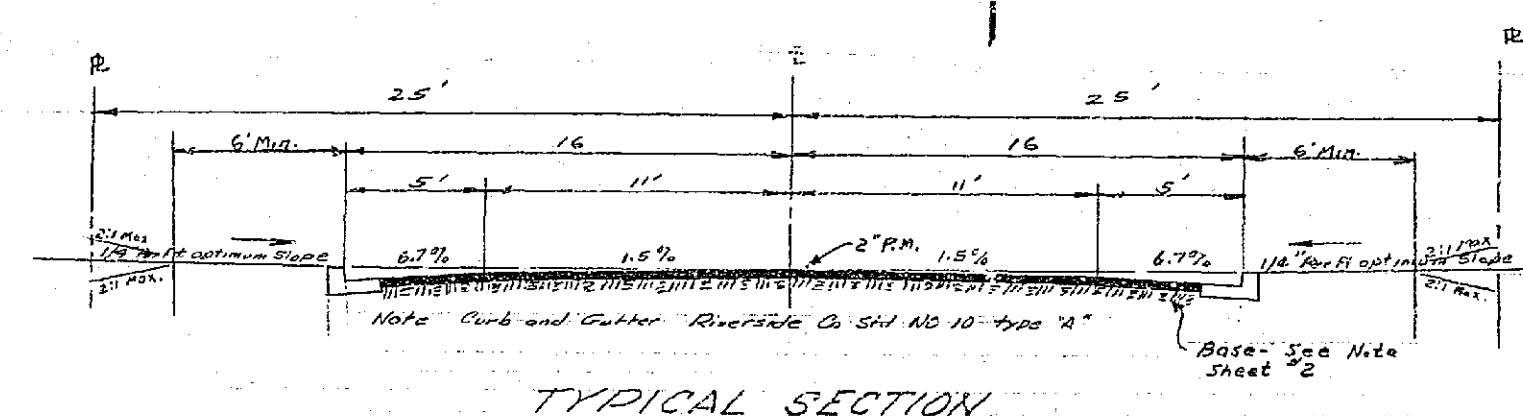 PL
CL
PL
25'
25'
6' Min.
16
16
6' Min.
5'
11'
11'
5'
2:1 Max
1/4" Per Ft optimum Slope
2:1 Max.
6.7%
1.5%
2" P.M.
1.5%
6.7%
2:1 Max
1/4" Per Ft optimum Slope
2:1 Max.
Note Curb and Gutter Riverside Co Std NO 10 type "A"
Base - See Note
Sheet #2
TYPICAL SECTION